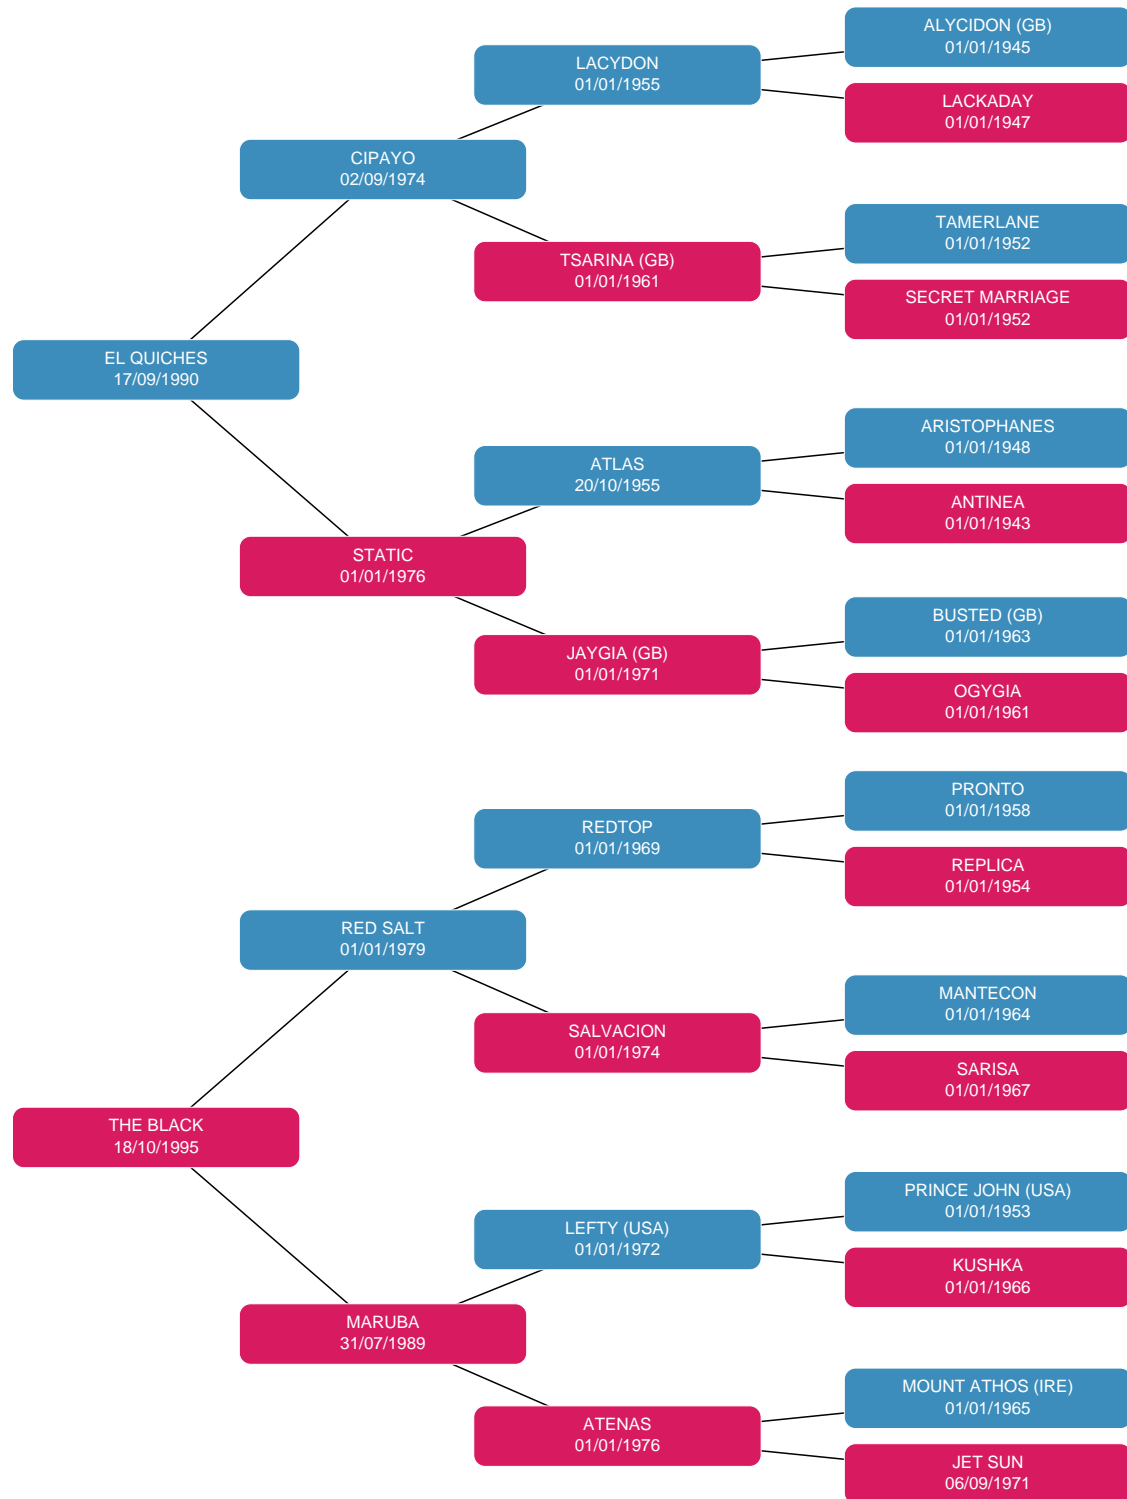 ALYCIDON (GB)
01/01/1945
LACYDON
01/01/1955
LACKADAY
01/01/1947
CIPAYO
02/09/1974
TAMERLANE
01/01/1952
TSARINA (GB)
01/01/1961
SECRET MARRIAGE
01/01/1952
EL QUICHES
17/09/1990
ARISTOPHANES
01/01/1948
ATLAS
20/10/1955
ANTINEA
01/01/1943
STATIC
01/01/1976
BUSTED (GB)
01/01/1963
JAYGIA (GB)
01/01/1971
OGYGIA
01/01/1961
PRONTO
01/01/1958
REDTOP
01/01/1969
REPLICA
01/01/1954
RED SALT
01/01/1979
MANTECON
01/01/1964
SALVACION
01/01/1974
SARISA
01/01/1967
THE BLACK
18/10/1995
PRINCE JOHN (USA)
01/01/1953
LEFTY (USA)
01/01/1972
KUSHKA
01/01/1966
MARUBA
31/07/1989
MOUNT ATHOS (IRE)
01/01/1965
ATENAS
01/01/1976
JET SUN
06/09/1971